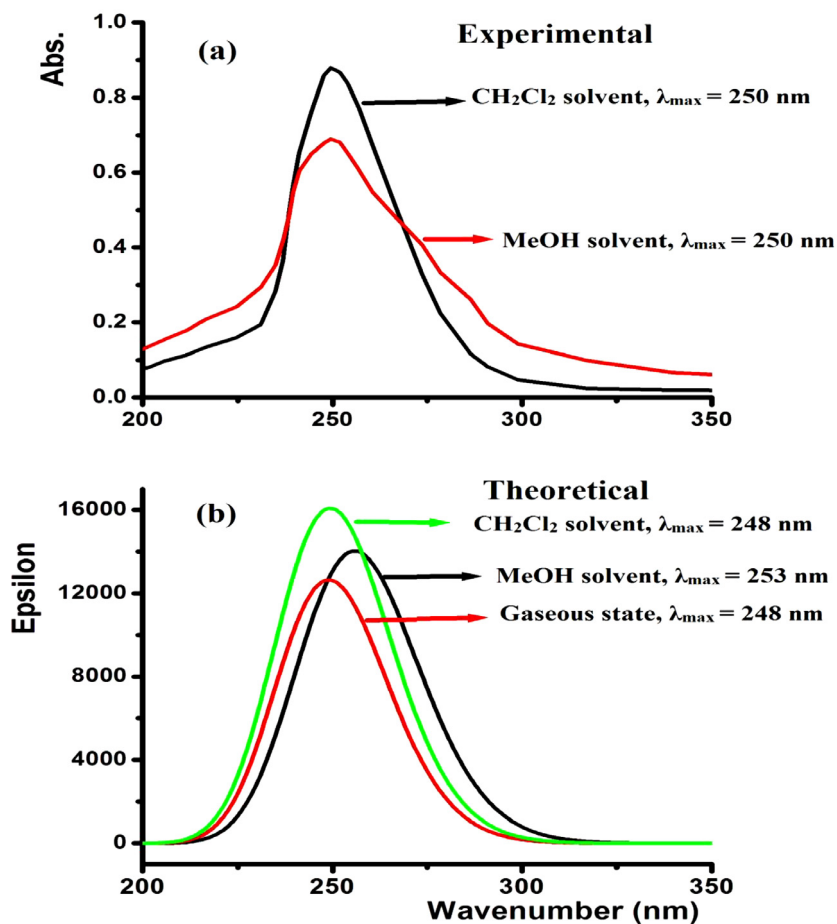 (a)
Experimental
Abs.
1.0
0.8
0.6
0.4
0.2
0.0
CH₂Cl₂ solvent, λmax = 250 nm
MeOH solvent, λmax = 250 nm
200
250
300
350
(b)
Theoretical
Epsilon
16000
12000
8000
4000
0
CH₂Cl₂ solvent, λmax = 248 nm
MeOH solvent, λmax = 253 nm
Gaseous state, λmax = 248 nm
200
250
300
350
Wavenumber (nm)